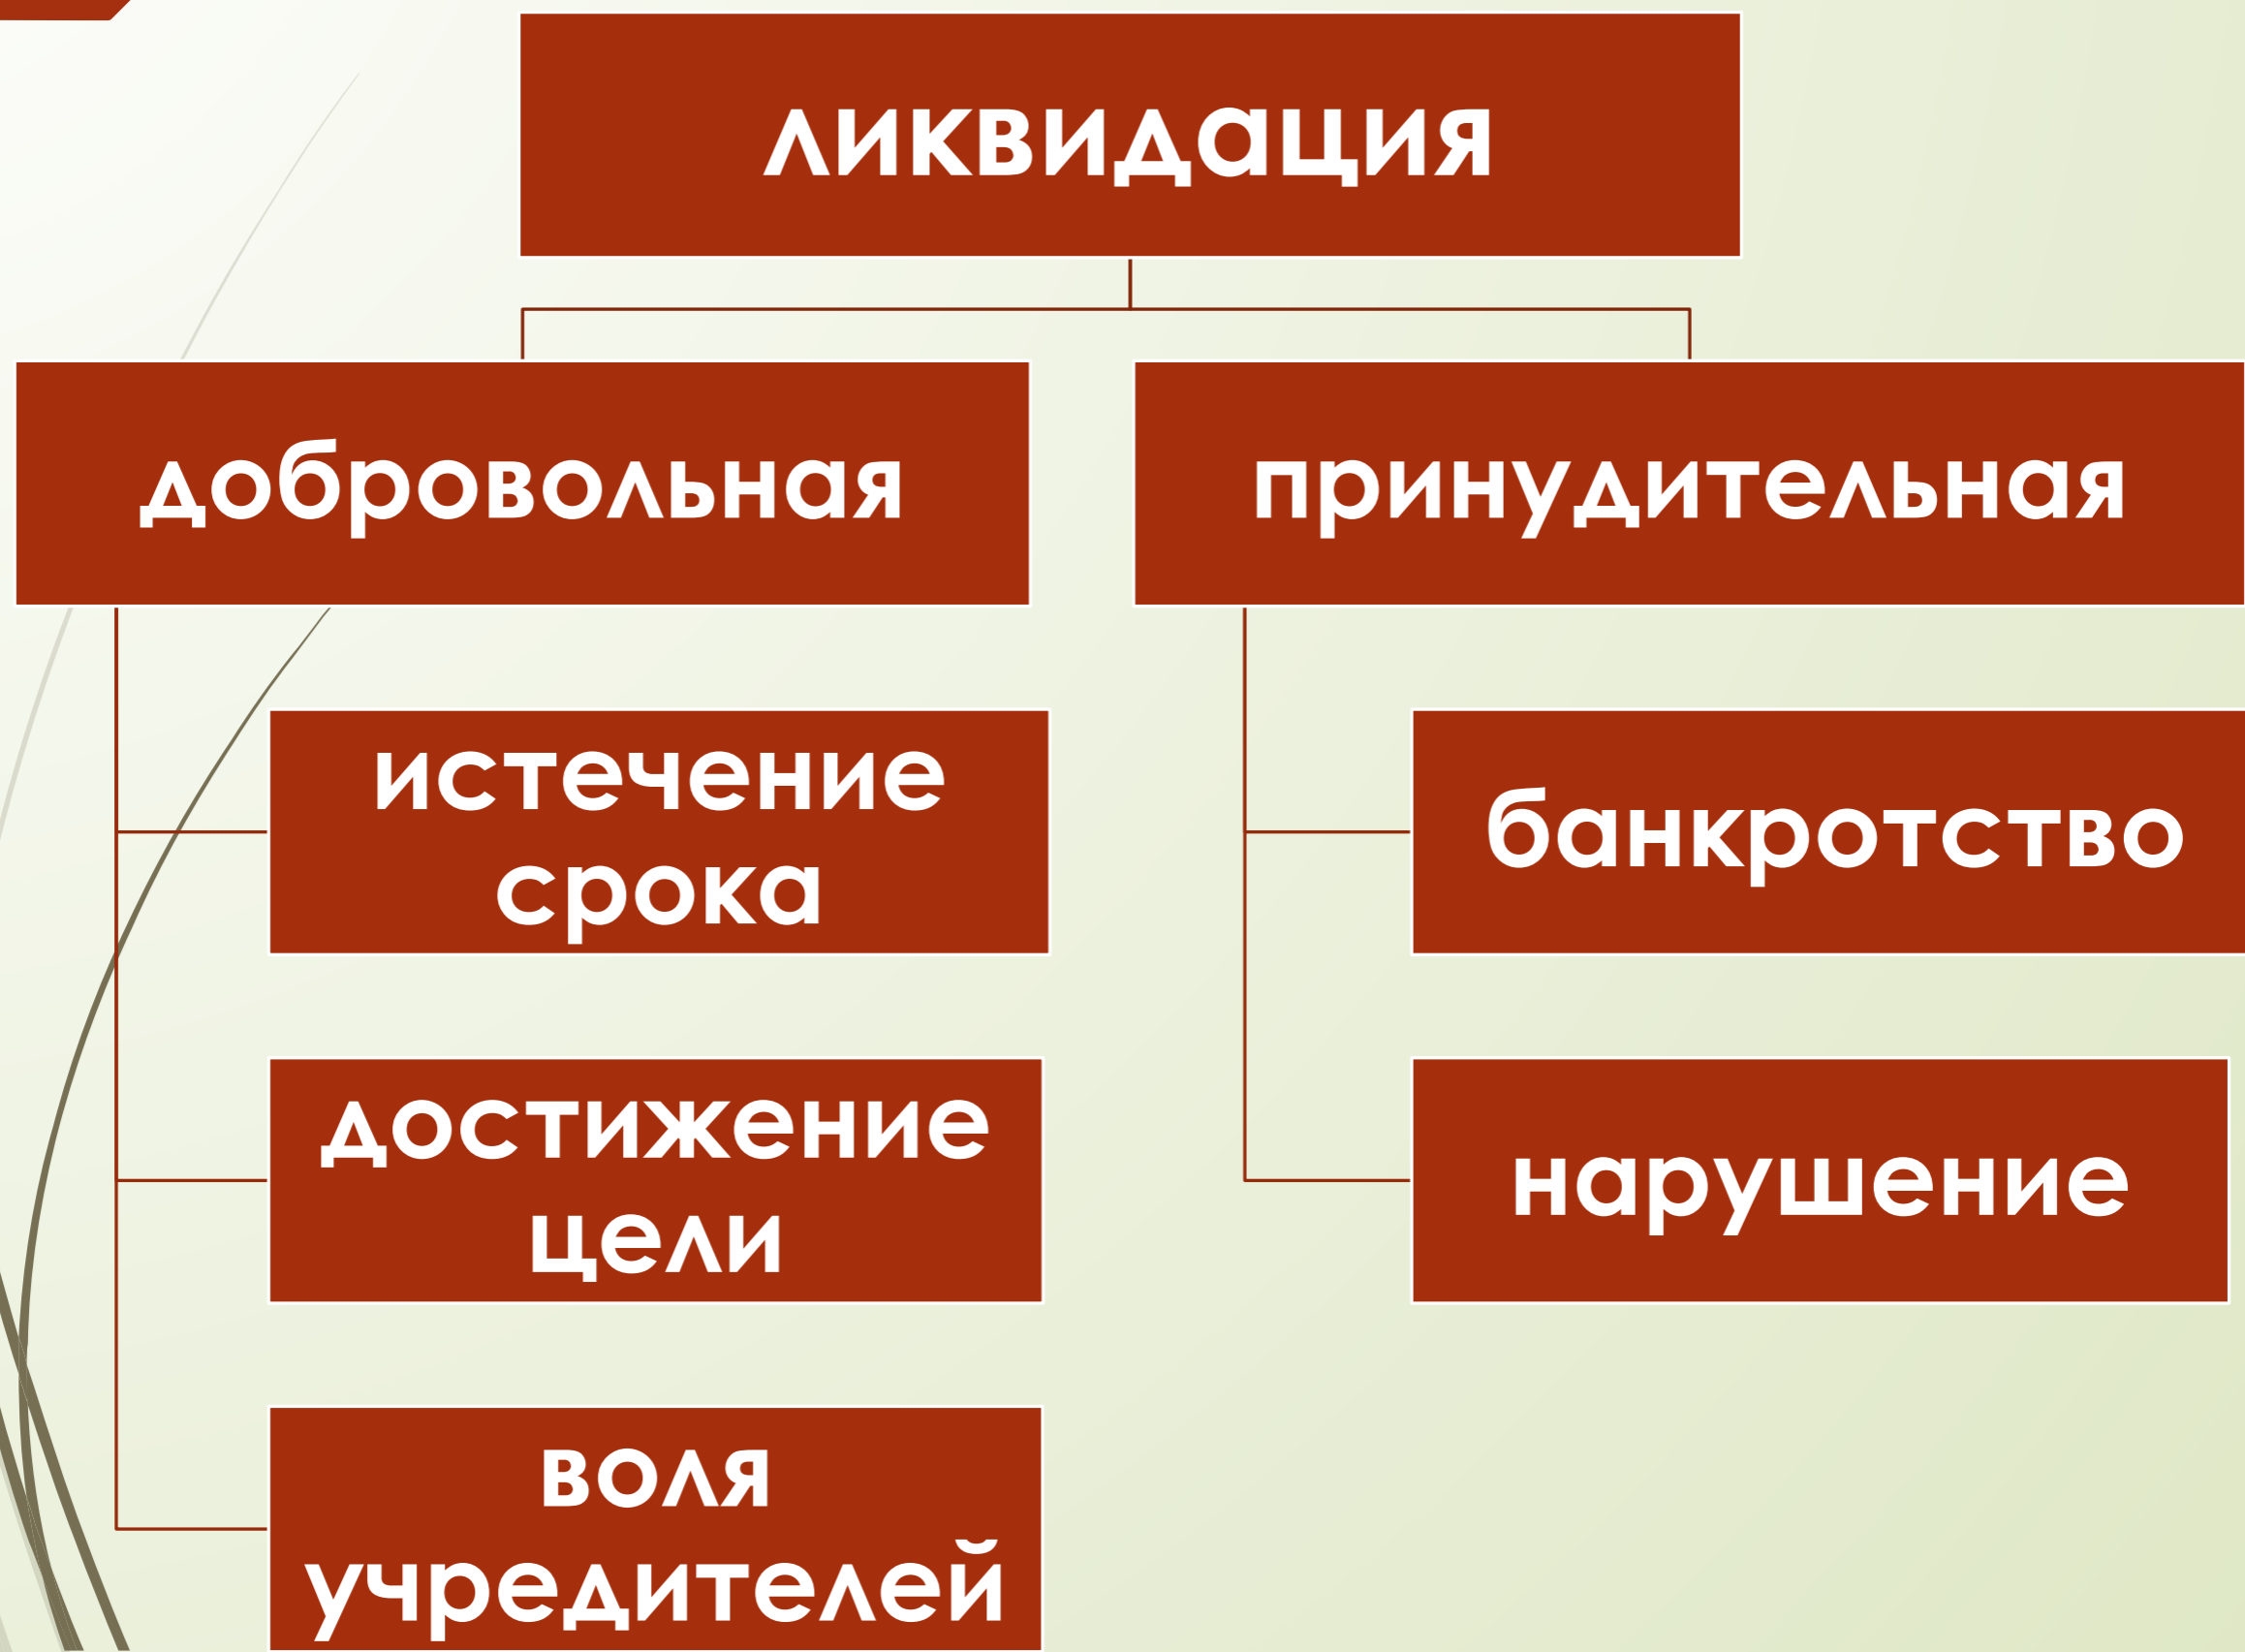 ликвидация
добровольная
принудительная
истечение
срока
банкротство
достижение
цели
нарушение
воля
учредителей